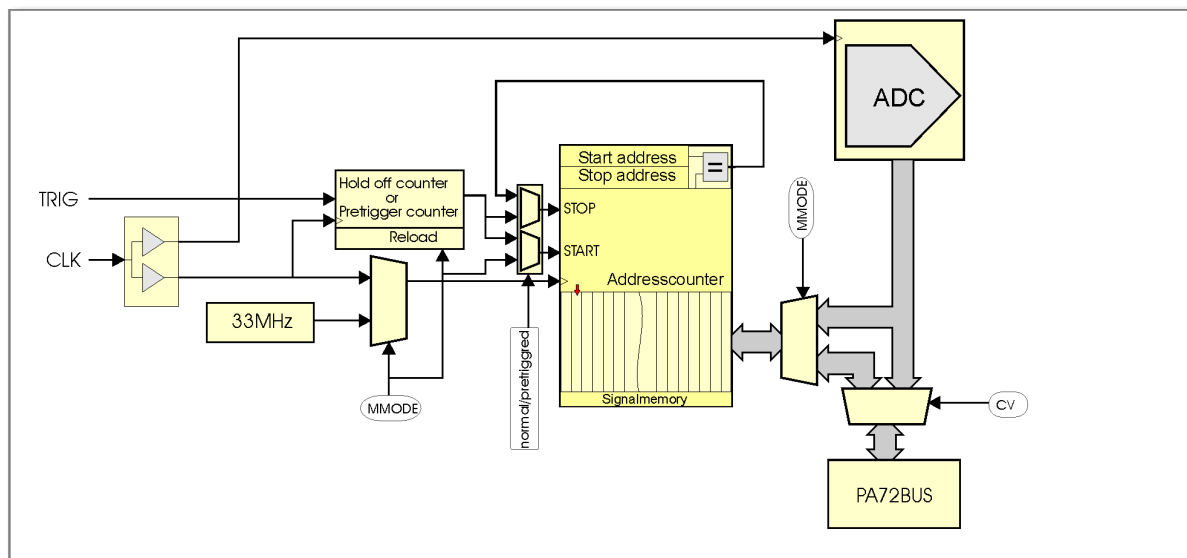 ADC
Start address
Stop address
=
TRIG
Hold off counter
or
Pretrigger counter
Reload
STOP
START
MMODE
CLK
Addresscounter
33MHz
normal/pretriggred
MMODE
Signalmemory
CV
PA72BUS